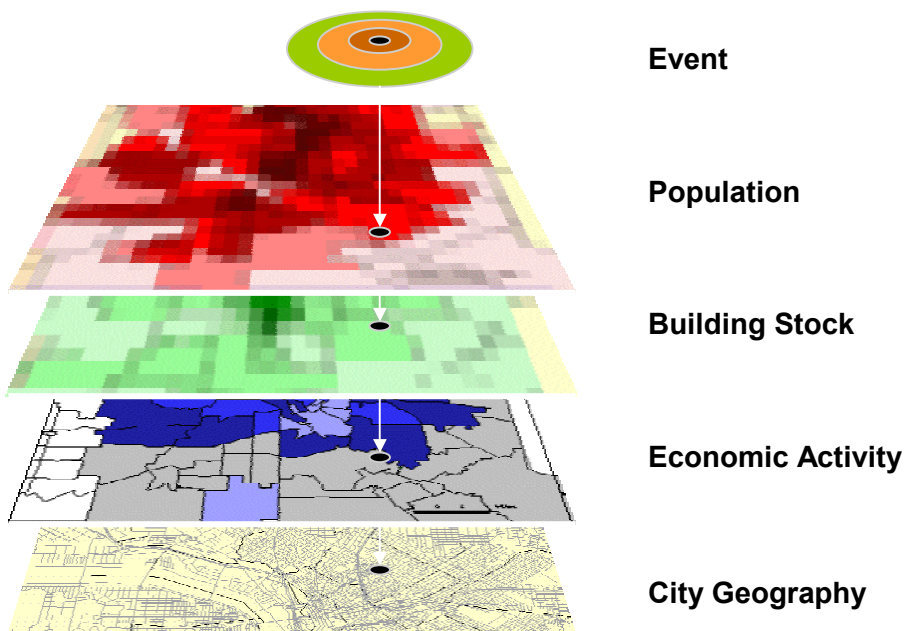 Event
Population
Building Stock
Economic Activity
City Geography